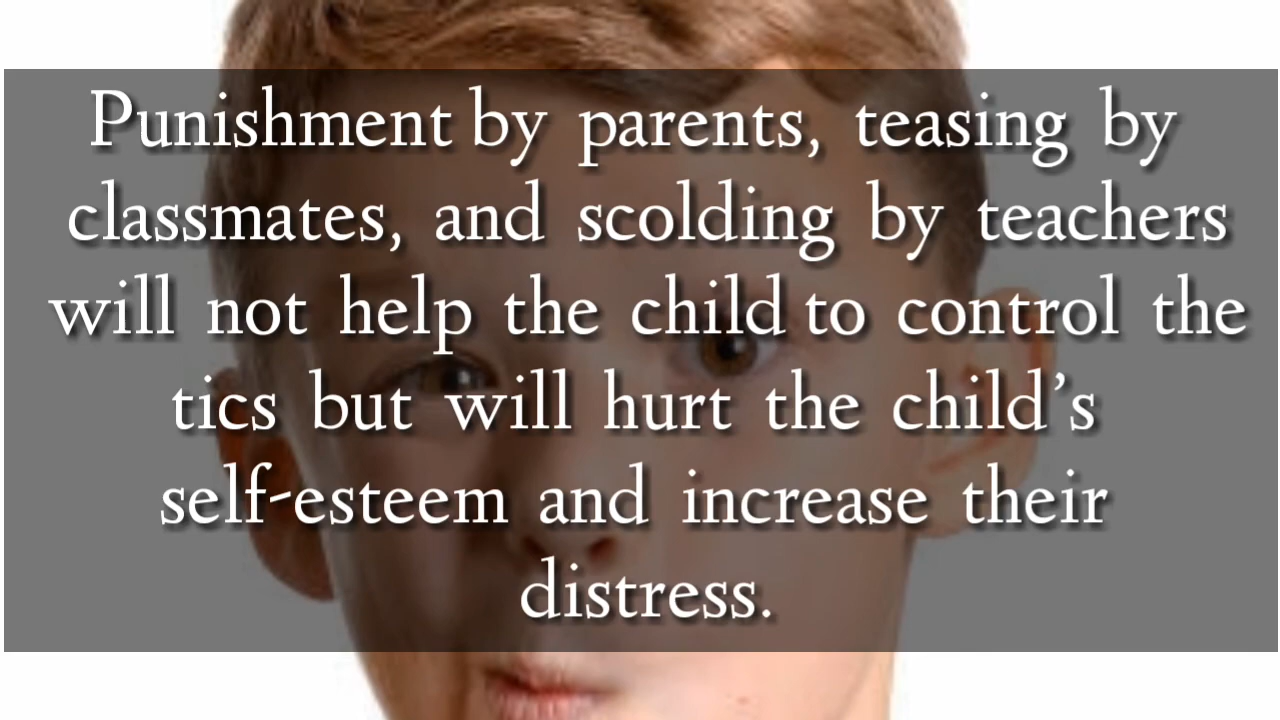 Punishment by parents, teasing by
classmates, and scolding by teachers
will not help the child to control the
tics but will hurt the child’s
self-esteem and increase their
distress.